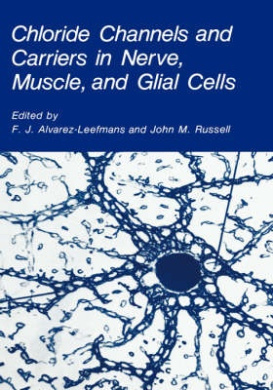 Chloride Channels and
Carriers in Nerve,
Muscle, and Glial Cells
Edited by
F. J. Alvarez-Leefmans and John M. Russell